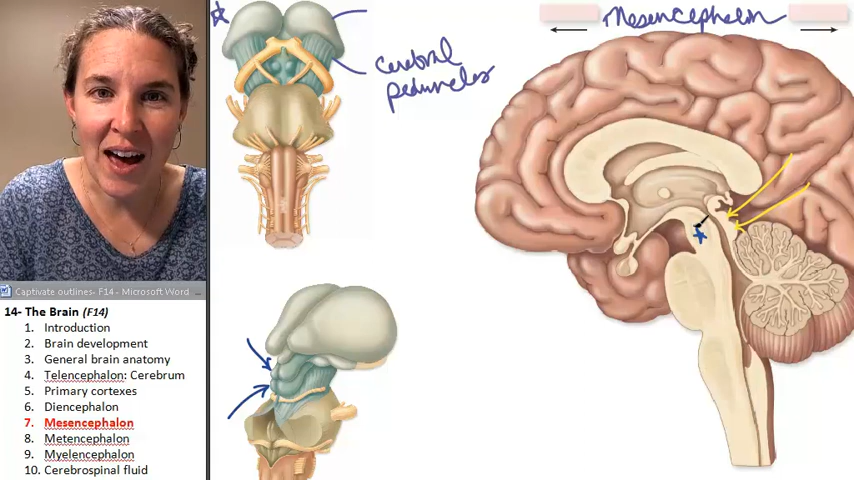 Mesencephalon
cerebral
peduncles
Captivate outlines- F14 - Microsoft Word
14- The Brain (F14)
1. Introduction
2. Brain development
3. General brain anatomy
4. Telencephalon: Cerebrum
5. Primary cortexes
6. Diencephalon
7. Mesencephalon
8. Metencephalon
9. Myelencephalon
10. Cerebrospinal fluid